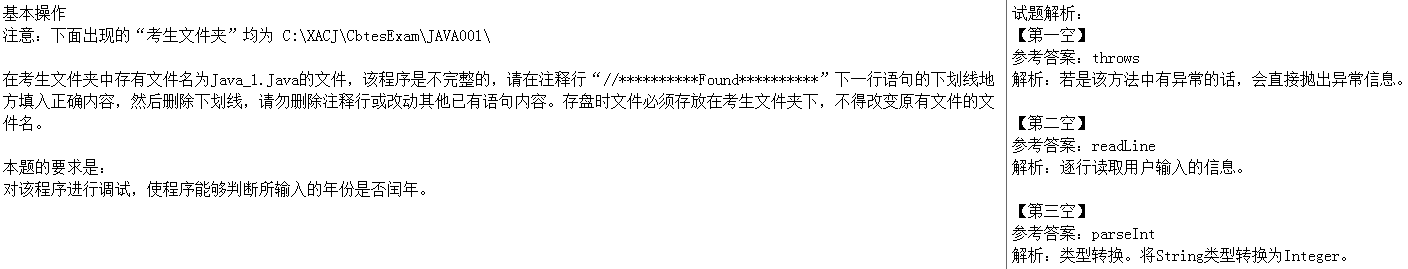 基本操作
注意：下面出现的“考生文件夹”均为 C:\XACJ\CbtesExam\JAVA001\
在考生文件夹中存有文件名为Java_1.Java的文件，该程序是不完整的，请在注释行“//**********Found**********”下一行语句的下划线地
方填入正确内容，然后删除下划线，请勿删除注释行或改动其他已有语句内容。存盘时文件必须存放在考生文件夹下，不得改变原有文件的文
件名。
本题的要求是：
对该程序进行调试，使程序能够判断所输入的年份是否闰年。
试题解析：
【第一空】
参考答案：throws
解析：若是该方法中有异常的话，会直接抛出异常信息。
【第二空】
参考答案：readLine
解析：逐行读取用户输入的信息。
【第三空】
参考答案：parseInt
解析：类型转换。将String类型转换为Integer。